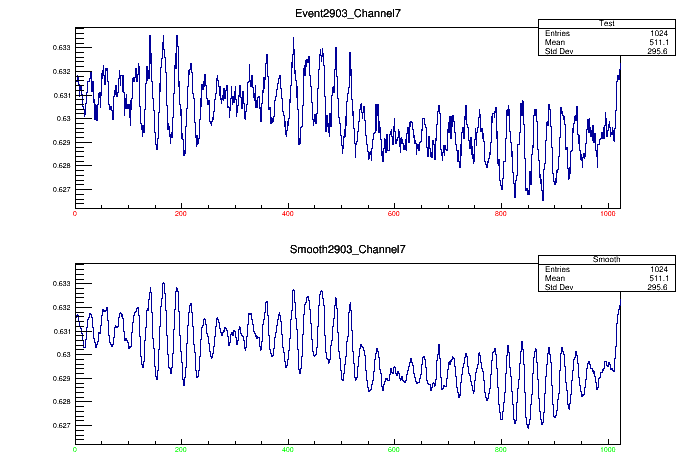 Event2903_Channel7
Test
Entries 1024
Mean 511.1
Std Dev 295.6
0.633
0.632
0.631
0.63
0.629
0.628
0.627
0 200 400 600 800 1000
Smooth2903_Channel7
Smooth
Entries 1024
Mean 511.1
Std Dev 295.6
0.633
0.632
0.631
0.63
0.629
0.628
0.627
0 200 400 600 800 1000